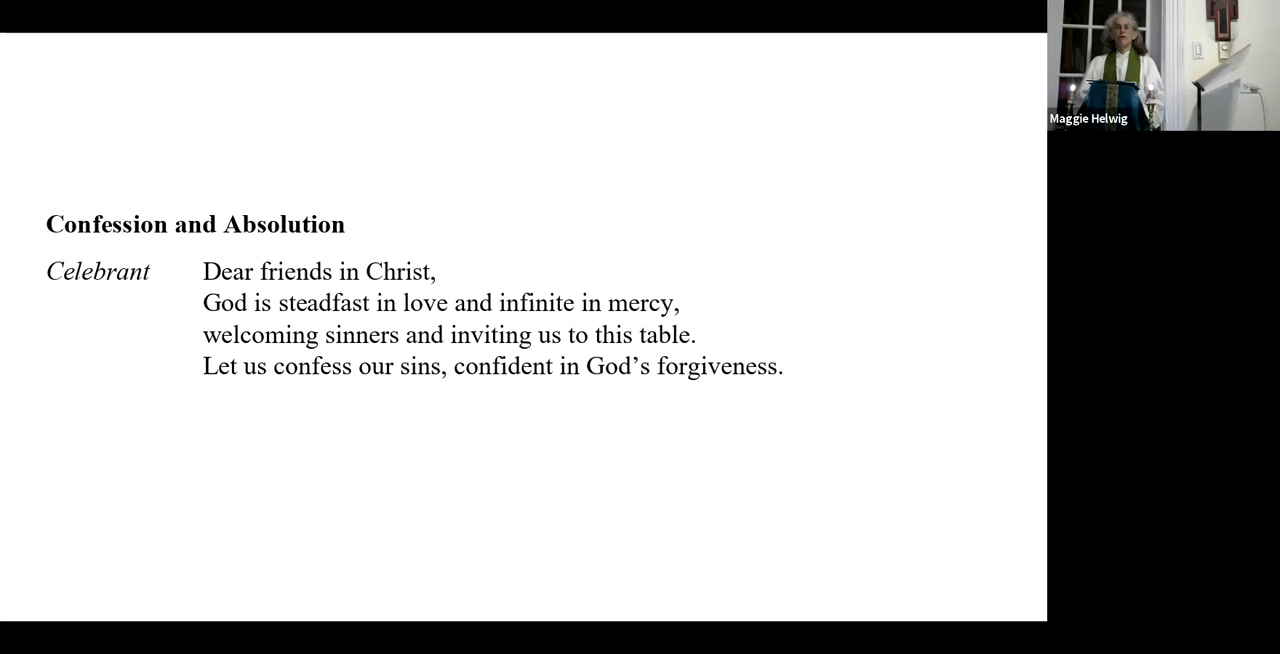 Confession and Absolution
Celebrant Dear friends in Christ,
God is steadfast in love and infinite in mercy,
welcoming sinners and inviting us to this table.
Let us confess our sins, confident in God’s forgiveness.
Maggie Helwig